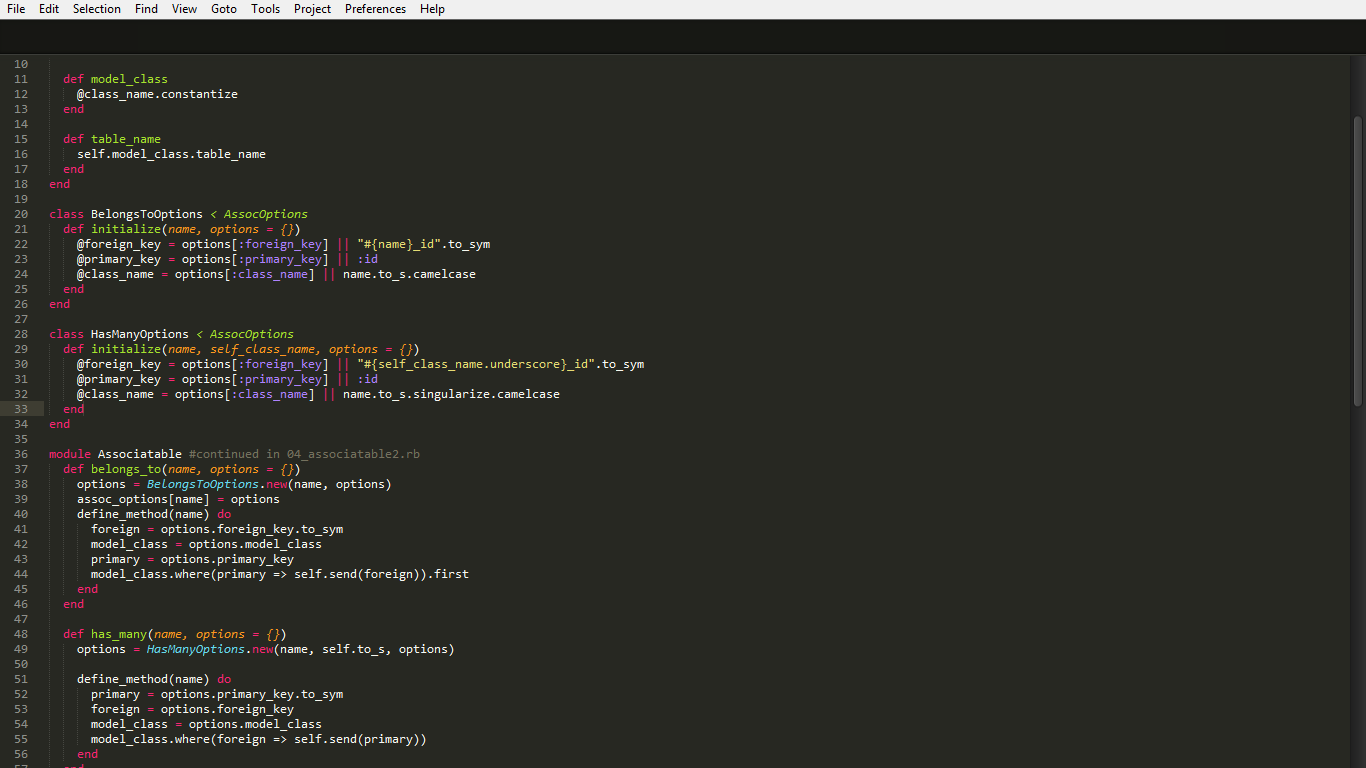 File Edit Selection Find View Goto Tools Project Preferences Help
10
11 def model_class
12 @class_name.constantize
13 end
14
15 def table_name
16 self.model_class.table_name
17 end
18 end
19
20 class BelongsToOptions < AssocOptions
21 def initialize(name, options = {})
22 @foreign_key = options[:foreign_key] || "#{name}_id".to_sym
23 @primary_key = options[:primary_key] || :id
24 @class_name = options[:class_name] || name.to_s.camelcase
25 end
26 end
27
28 class HasManyOptions < AssocOptions
29 def initialize(name, self_class_name, options = {})
30 @foreign_key = options[:foreign_key] || "#{self_class_name.underscore}_id".to_sym
31 @primary_key = options[:primary_key] || :id
32 @class_name = options[:class_name] || name.to_s.singularize.camelcase
33 end
34 end
35
36 module Associatable #continued in 04_associatable2.rb
37 def belongs_to(name, options = {})
38 options = BelongsToOptions.new(name, options)
39 assoc_options[name] = options
40 define_method(name) do
41 foreign = options.foreign_key.to_sym
42 model_class = options.model_class
43 primary = options.primary_key
44 model_class.where(primary => self.send(foreign)).first
45 end
46 end
47
48 def has_many(name, options = {})
49 options = HasManyOptions.new(name, self.to_s, options)
50
51 define_method(name) do
52 primary = options.primary_key.to_sym
53 foreign = options.foreign_key
54 model_class = options.model_class
55 model_class.where(foreign => self.send(primary))
56 end
57 end